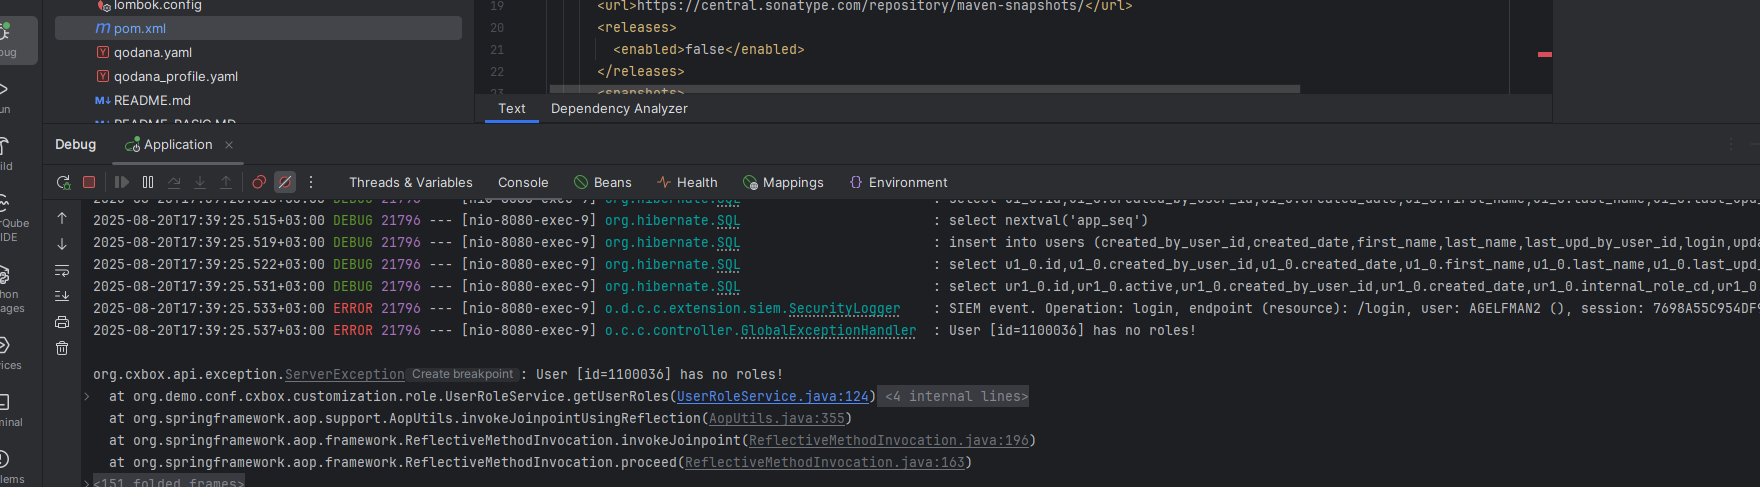 lombok.config
pom.xml
qodana.yaml
qodana_profile.yaml
README.md
README_BASIC.MD
19 <url>https://central.sonatype.com/repository/maven-snapshots/</url>
20 <releases>
21 <enabled>false</enabled>
22 </releases>
23 <snapshots>
Text Dependency Analyzer
Debug Application
Threads & Variables Console Beans Health Mappings Environment
2025-08-20T17:39:25.515+03:00 DEBUG 21796 --- [nio-8080-exec-9] org.hibernate.SQL : select nextval('app_seq')
2025-08-20T17:39:25.519+03:00 DEBUG 21796 --- [nio-8080-exec-9] org.hibernate.SQL : insert into users (created_by_user_id,created_date,first_name,last_name,last_upd_by_user_id,login,upda
2025-08-20T17:39:25.522+03:00 DEBUG 21796 --- [nio-8080-exec-9] org.hibernate.SQL : select u1_0.id,u1_0.created_by_user_id,u1_0.created_date,u1_0.first_name,u1_0.last_name,u1_0.last_upd_
2025-08-20T17:39:25.531+03:00 DEBUG 21796 --- [nio-8080-exec-9] org.hibernate.SQL : select ur1_0.id,ur1_0.active,ur1_0.created_by_user_id,ur1_0.created_date,ur1_0.internal_role_cd,ur1_0
2025-08-20T17:39:25.533+03:00 ERROR 21796 --- [nio-8080-exec-9] o.d.c.c.extension.siem.SecurityLogger : SIEM event. Operation: login, endpoint (resource): /login, user: AGELFMAN2 (), session: 7698A55C954DF9
2025-08-20T17:39:25.537+03:00 ERROR 21796 --- [nio-8080-exec-9] o.c.c.controller.GlobalExceptionHandler : User [id=1100036] has no roles!
org.cxbox.api.exception.ServerException Create breakpoint : User [id=1100036] has no roles!
at org.demo.conf.cxbox.customization.role.UserRoleService.getUserRoles(UserRoleService.java:124) <4 internal lines>
at org.springframework.aop.support.AopUtils.invokeJoinpointUsingReflection(AopUtils.java:355)
at org.springframework.aop.framework.ReflectiveMethodInvocation.invokeJoinpoint(ReflectiveMethodInvocation.java:196)
at org.springframework.aop.framework.ReflectiveMethodInvocation.proceed(ReflectiveMethodInvocation.java:163)
<151 folded frames>